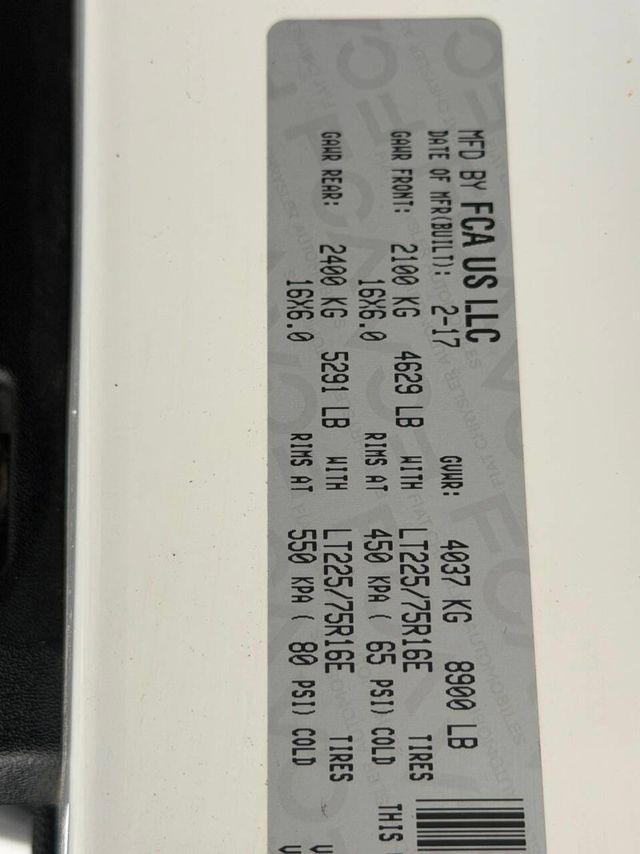 MFD BY FCA US LLC
DATE OF MFR(BUILT): 2-17 GVWR: 4037 KG 8900 LB
GAWR FRONT: 2100 KG 4629 LB WITH LT225/75R16E TIRES THIS
16X6.0 RIMS AT 450 KPA ( 65 PSI) COLD
GAWR REAR: 2400 KG 5291 LB WITH LT225/75R16E TIRES
16X6.0 RIMS AT 550 KPA ( 80 PSI) COLD